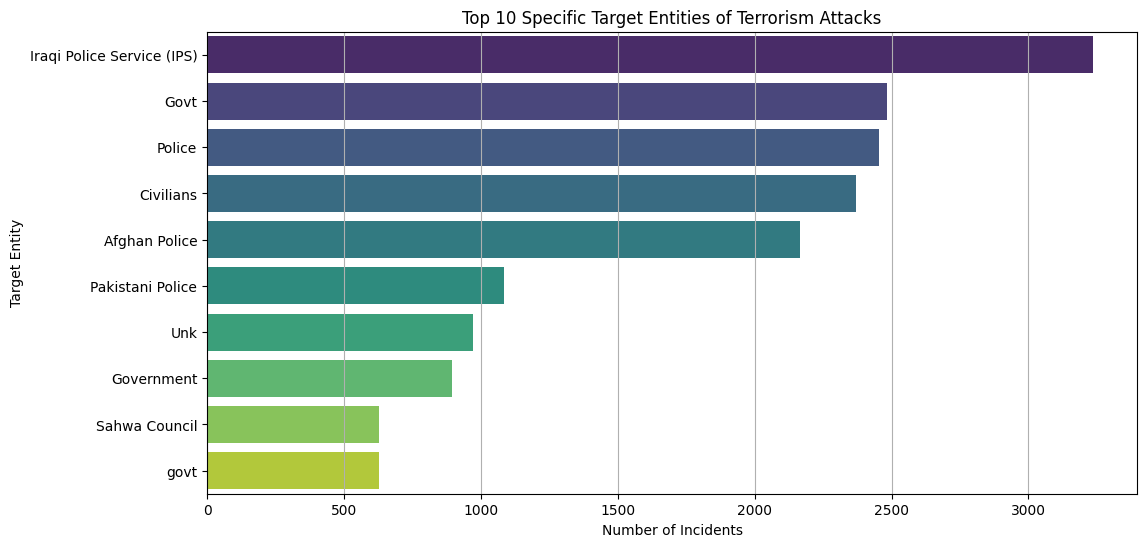 Top 10 Specific Target Entities of Terrorism Attacks
Target Entity
Iraqi Police Service (IPS)
Govt
Police
Civilians
Afghan Police
Pakistani Police
Unk
Government
Sahwa Council
govt
0 500 1000 1500 2000 2500 3000
Number of Incidents